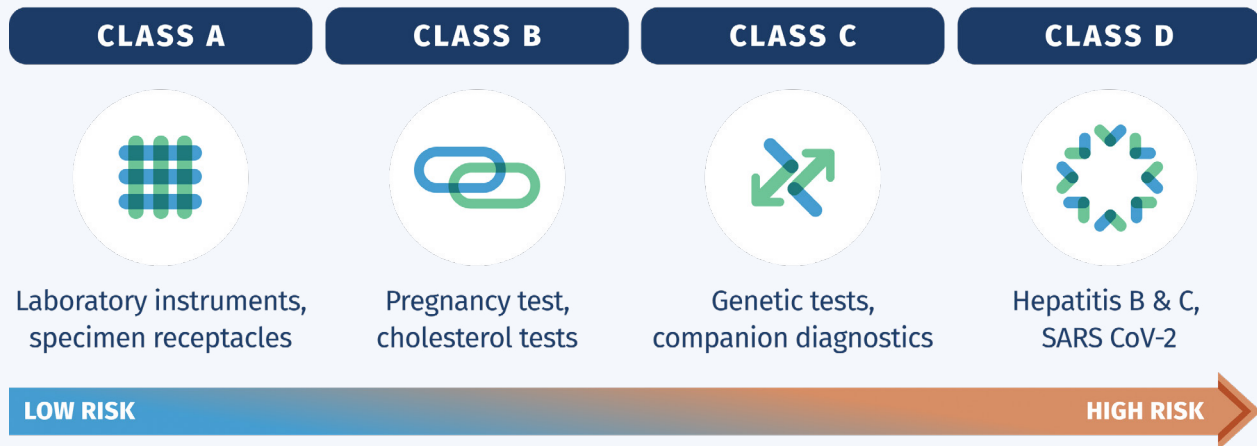 CLASS A
CLASS B
CLASS C
CLASS D
Laboratory instruments,
specimen receptacles
Pregnancy test,
cholesterol tests
Genetic tests,
companion diagnostics
Hepatitis B & C,
SARS CoV-2
LOW RISK
HIGH RISK